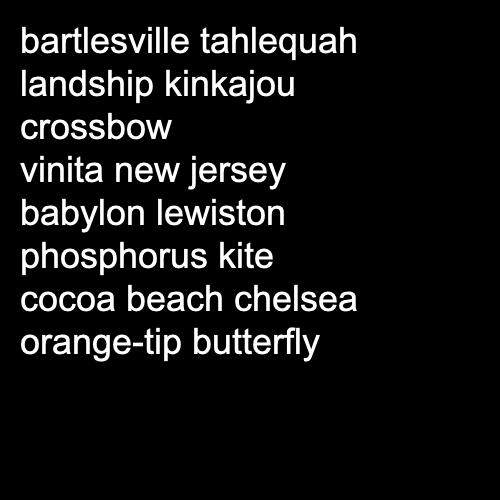 bartlesville tahlequah
landship kinkajou
crossbow
vinita new jersey
babylon lewiston
phosphorus kite
cocoa beach chelsea
orange-tip butterfly